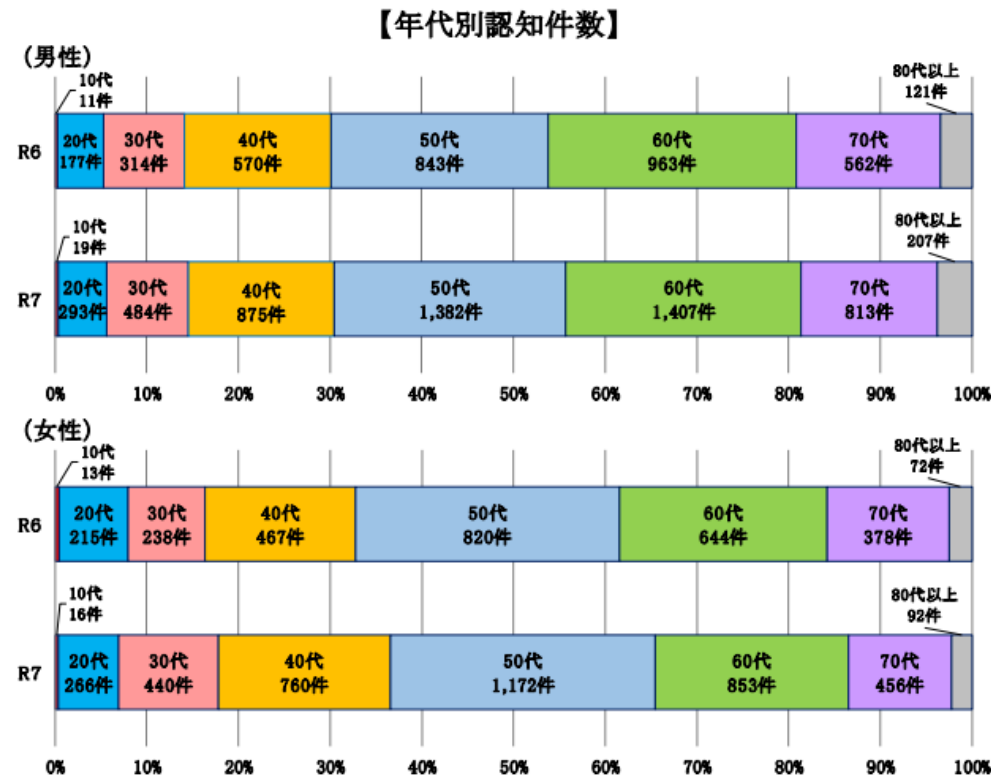 【年代別認知件数】
(男性)
10代
11件
80代以上
121件
R6
20代
177件
30代
314件
40代
570件
50代
843件
60代
963件
70代
562件
10代
19件
80代以上
207件
R7
20代
293件
30代
484件
40代
875件
50代
1,382件
60代
1,407件
70代
813件
0% 10% 20% 30% 40% 50% 60% 70% 80% 90% 100%
(女性)
10代
13件
80代以上
72件
R6
20代
215件
30代
238件
40代
467件
50代
820件
60代
644件
70代
378件
10代
16件
80代以上
92件
R7
20代
266件
30代
440件
40代
760件
50代
1,172件
60代
853件
70代
456件
0% 10% 20% 30% 40% 50% 60% 70% 80% 90% 100%